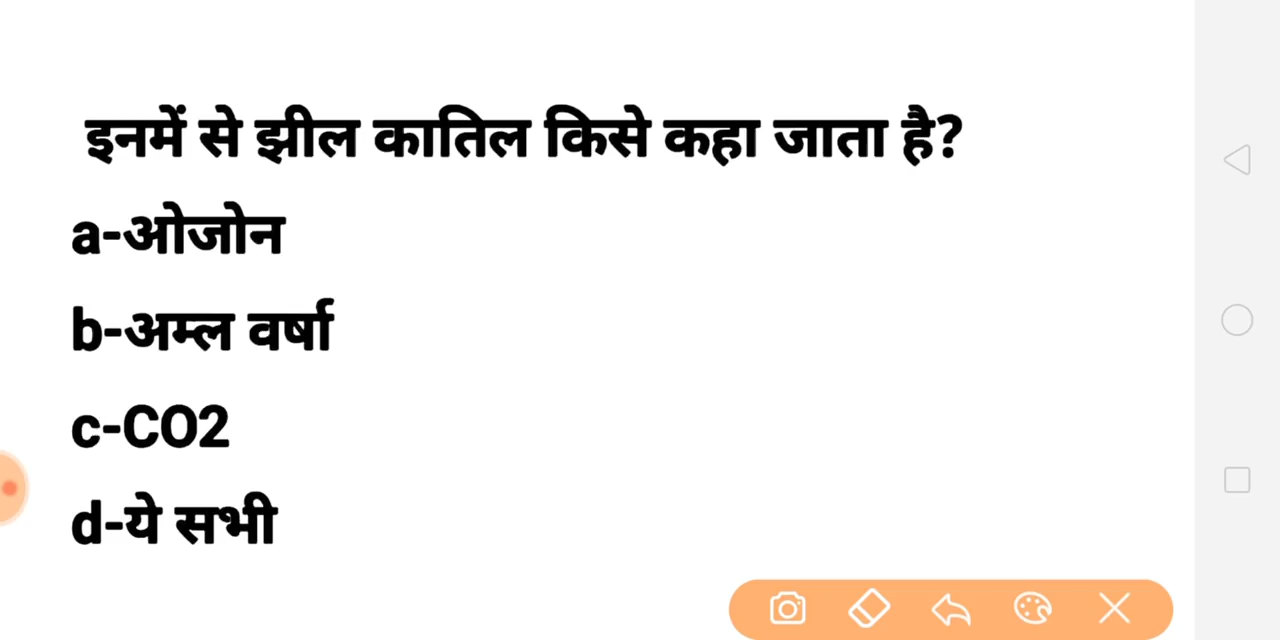 इनमें से झील कातिल किसे कहा जाता है?
a-ओजोन
b-अम्ल वर्षा
c-CO2
d-ये सभी